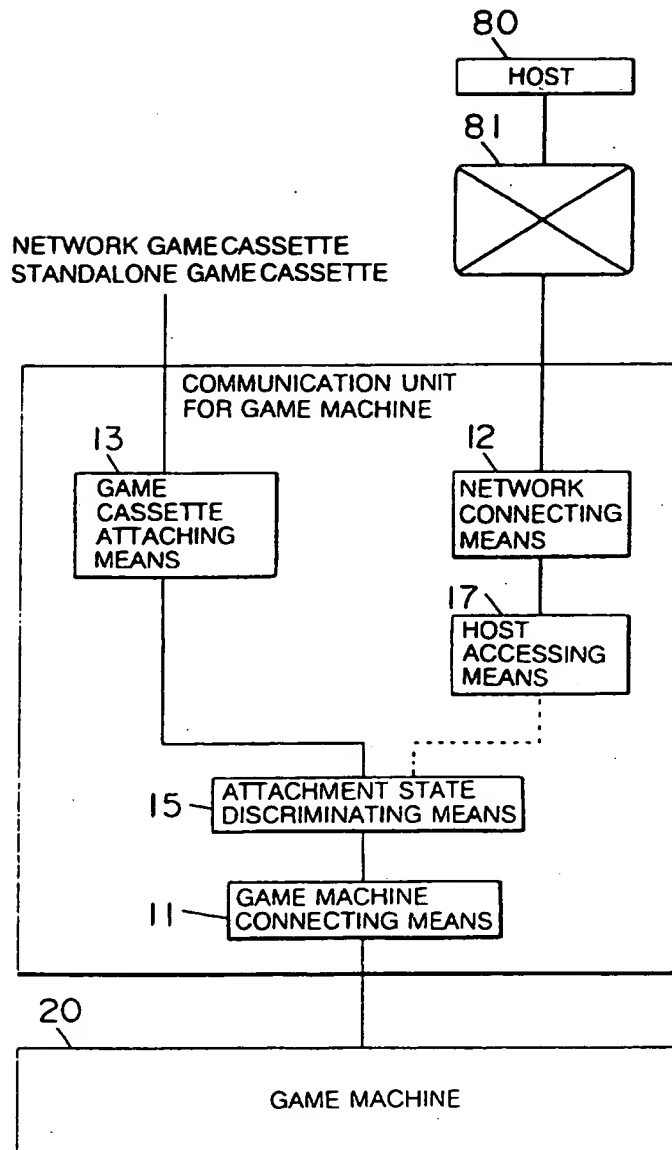 80
HOST
81
NETWORK GAME CASSETTE
STANDALONE GAME CASSETTE
COMMUNICATION UNIT
FOR GAME MACHINE
13
GAME
CASSETTE
ATTACHING
MEANS
12
NETWORK
CONNECTING
MEANS
17
HOST
ACCESSING
MEANS
15
ATTACHMENT STATE
DISCRIMINATING MEANS
11
GAME MACHINE
CONNECTING MEANS
20
GAME MACHINE